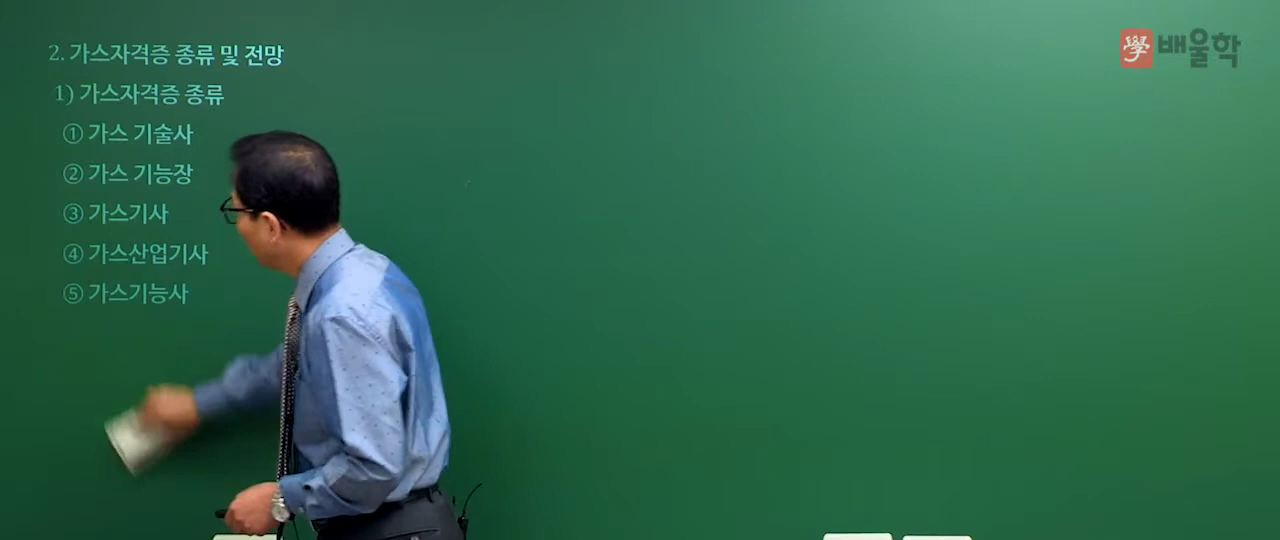 2. 가스자격증 종류 및 전망
學 배울학
1) 가스자격증 종류
① 가스 기술사
② 가스 기능장
③ 가스기사
④ 가스산업기사
⑤ 가스기능사